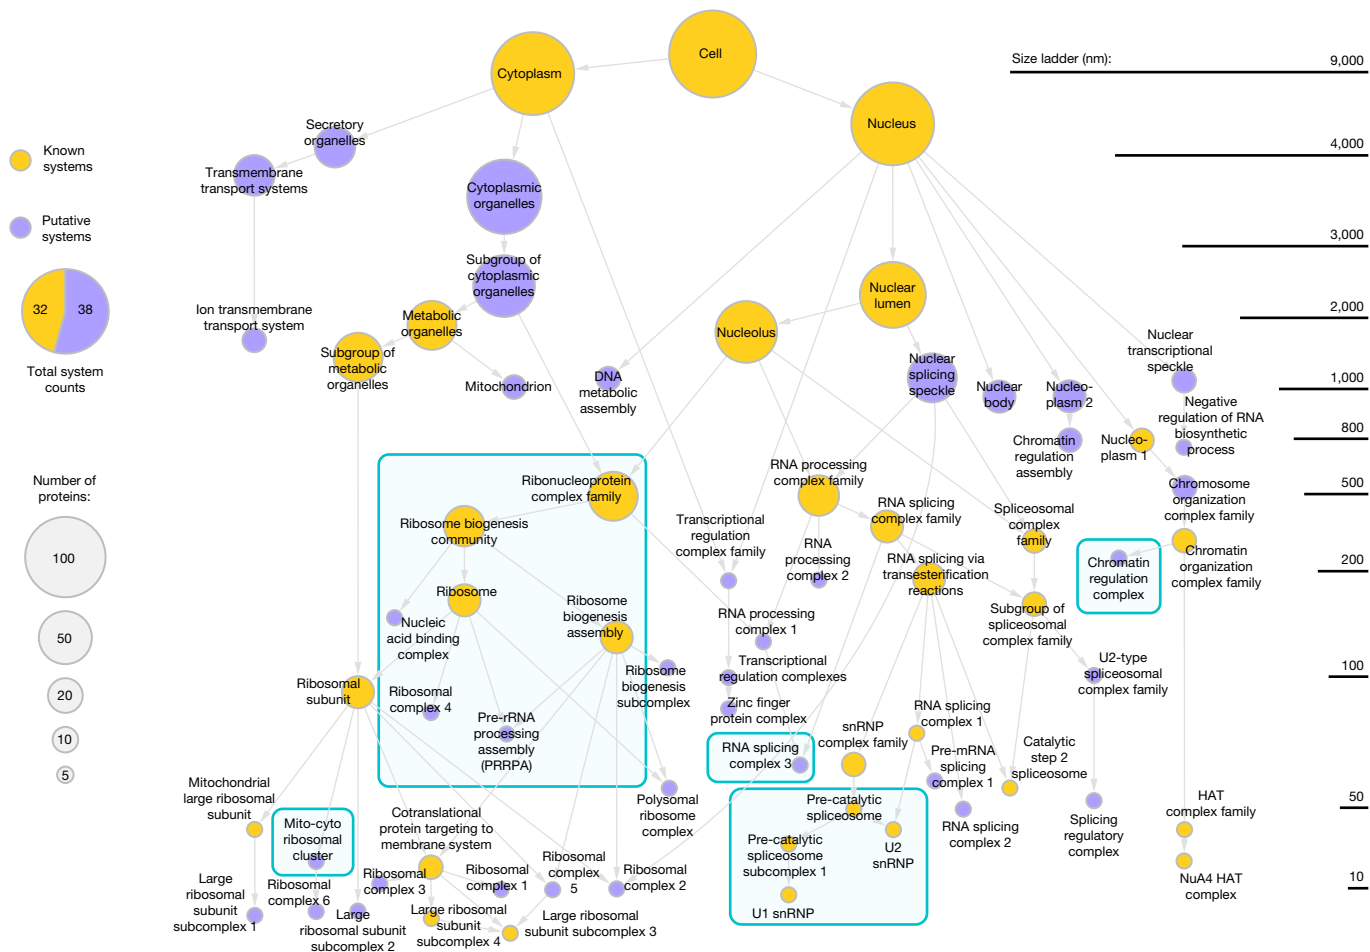 Cell
Cytoplasm
Nucleus
Size ladder (nm):
9,000
4,000
3,000
2,000
1,000
800
500
200
100
50
10
Known
systems
Putative
systems
32
38
Total system
counts
Number of
proteins:
100
50
20
10
5
Secretory
organelles
Transmembrane
transport systems
Ion transmembrane
transport system
Cytoplasmic
organelles
Subgroup of
cytoplasmic
organelles
Metabolic
organelles
Subgroup of
metabolic
organelles
Mitochondrion
DNA
metabolic
assembly
Nucleolus
Nuclear
lumen
Nuclear
splicing
speckle
Nuclear
body
Nucleo-
plasm 2
Chromatin
regulation
assembly
Nucleo-
plasm 1
Nuclear
transcriptional
speckle
Negative
regulation of RNA
biosynthetic
process
Chromosome
organization
complex family
Chromatin
organization
complex family
Chromatin
regulation
complex
Ribonucleoprotein
complex family
Ribosome biogenesis
community
Ribosome
Ribosome
biogenesis
assembly
Nucleic
acid binding
complex
Ribosomal
complex 4
Pre-rRNA
processing
assembly
(PRRPA)
Ribosome
biogenesis
subcomplex
Ribosomal
subunit
Transcriptional
regulation
complex family
RNA processing
complex family
RNA
processing
complex 2
RNA splicing
complex family
RNA splicing via
transesterification
reactions
Spliceosomal
complex
family
Subgroup of
spliceosomal
complex family
RNA processing
complex 1
Transcriptional
regulation complexes
Zinc finger
protein complex
U2-type
spliceosomal
complex family
RNA splicing
complex 3
snRNP
complex family
RNA splicing
complex 1
Pre-mRNA
splicing
complex 1
Catalytic
step 2
spliceosome
RNA splicing
complex 2
Splicing
regulatory
complex
HAT
complex family
NuA4 HAT
complex
Pre-catalytic
spliceosome
Pre-catalytic
spliceosome
subcomplex 1
U2
snRNP
U1 snRNP
Polysomal
ribosome
complex
Mitochondrial
large ribosomal
subunit
Mito-cyto
ribosomal
cluster
Cotranslational
protein targeting to
membrane system
Large
ribosomal
subunit
subcomplex 1
Ribosomal
complex 6
Ribosomal
complex 3
Large
ribosomal subunit
subcomplex 2
Ribosomal
complex 1
Ribosomal
complex
5
Ribosomal
complex 2
Large ribosomal
subunit
subcomplex 4
Large ribosomal
subunit subcomplex 3